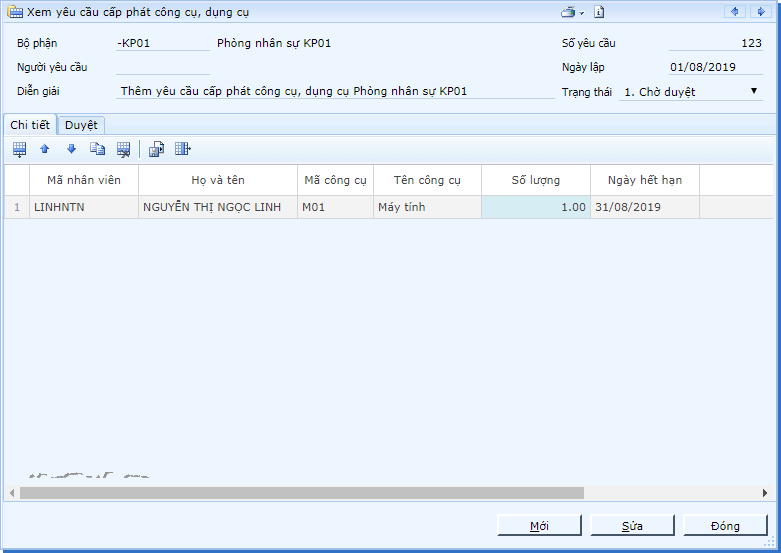 Xem yêu cầu cấp phát công cụ, dụng cụ
Bộ phận -KP01 Phòng nhân sự KP01 Số yêu cầu 123
Người yêu cầu Ngày lập 01/08/2019
Diễn giải Thêm yêu cầu cấp phát công cụ, dụng cụ Phòng nhân sự KP01 Trạng thái 1. Chờ duyệt
Chi tiết Duyệt
Mã nhân viên Họ và tên Mã công cụ Tên công cụ Số lượng Ngày hết hạn
1 LINHNTN NGUYỄN THỊ NGỌC LINH M01 Máy tính 1.00 31/08/2019
Mới Sửa Đóng